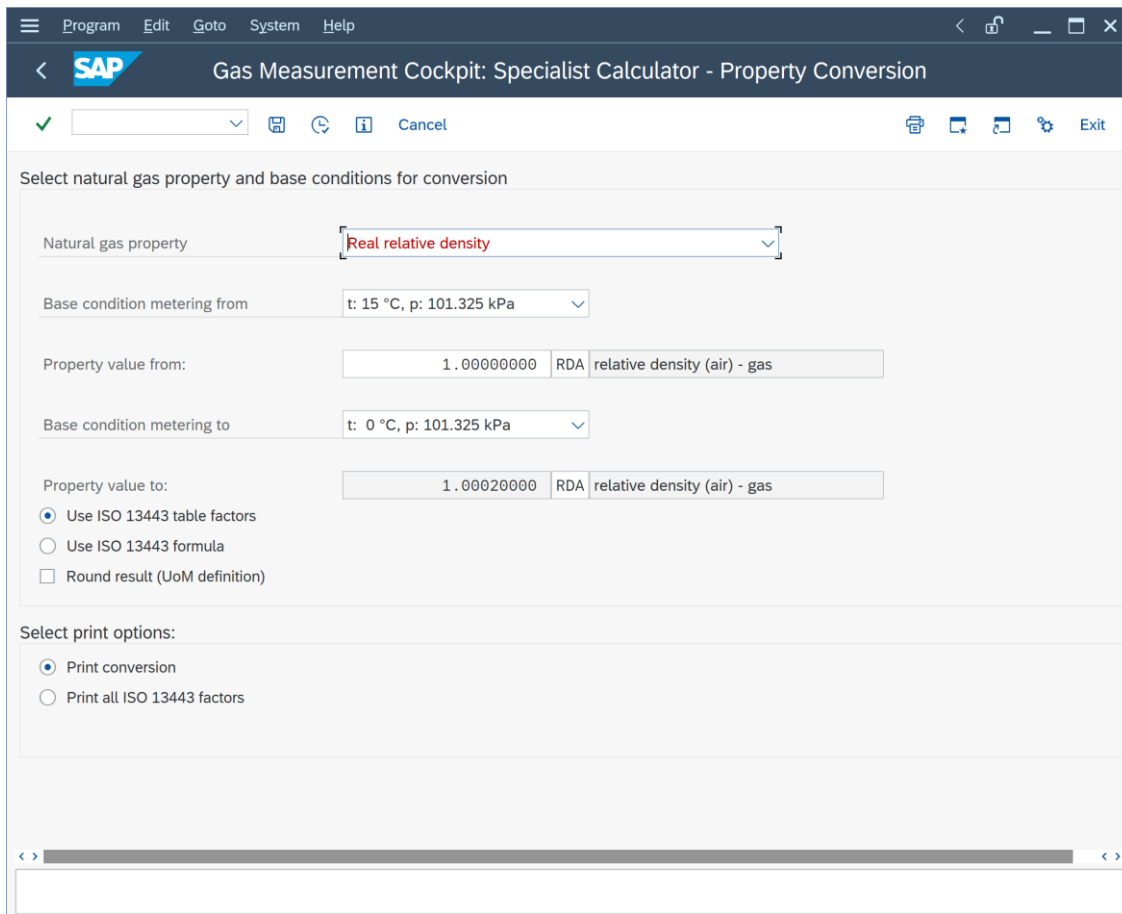 Program Edit Goto System Help
SAP Gas Measurement Cockpit: Specialist Calculator - Property Conversion
Cancel Exit
Select natural gas property and base conditions for conversion
Natural gas property Real relative density
Base condition metering from t: 15 °C, p: 101.325 kPa
Property value from: 1.00000000 RDA relative density (air) - gas
Base condition metering to t: 0 °C, p: 101.325 kPa
Property value to: 1.00020000 RDA relative density (air) - gas
Use ISO 13443 table factors
Use ISO 13443 formula
Round result (UoM definition)
Select print options:
Print conversion
Print all ISO 13443 factors